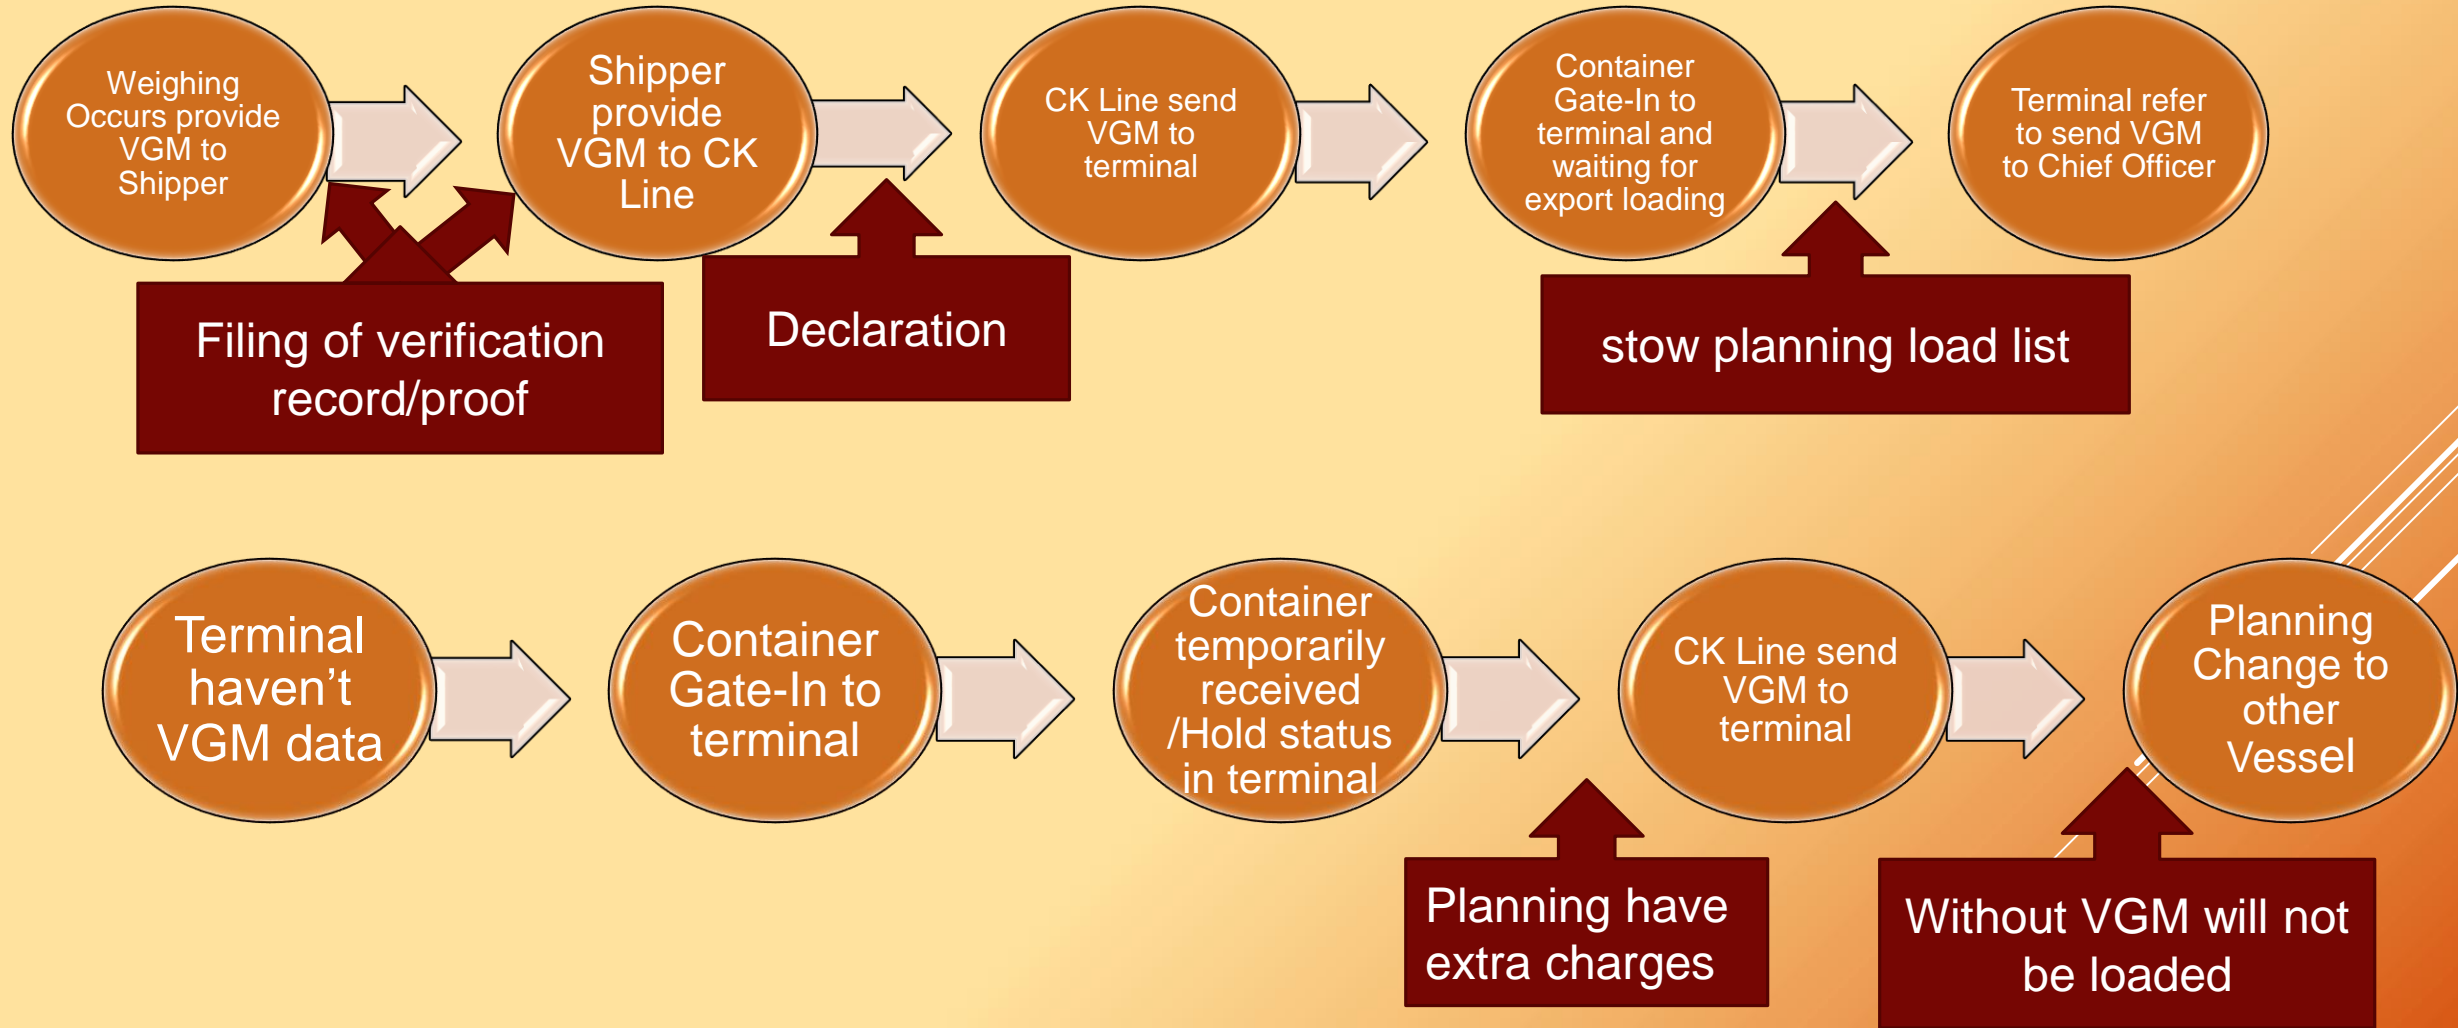 Weighing
Occurs provide
VGM to
Shipper
Shipper
provide
VGM to CK
Line
CK Line send
VGM to
terminal
Container
Gate-In to
terminal and
waiting for
export loading
Terminal refer
to send VGM
to Chief Officer
Filing of verification
record/proof
Declaration
stow planning load list
Terminal
haven’t
VGM data
Container
Gate-In to
terminal
Container
temporarily
received
/Hold status
in terminal
CK Line send
VGM to
terminal
Planning
Change to
other
Vessel
Planning have
extra charges
Without VGM will not
be loaded